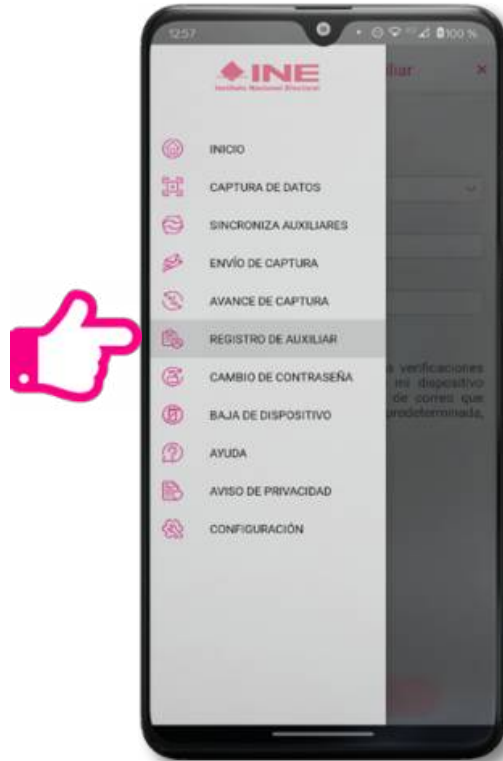 12:57
100 %
INE
Instituto Nacional Electoral
liar ×
INICIO
CAPTURA DE DATOS
SINCRONIZA AUXILIARES
ENVÍO DE CAPTURA
AVANCE DE CAPTURA
REGISTRO DE AUXILIAR
CAMBIO DE CONTRASEÑA
BAJA DE DISPOSITIVO
AYUDA
AVISO DE PRIVACIDAD
CONFIGURACIÓN
verificaciones
mi dispositivo
de correo que
predeterminada,